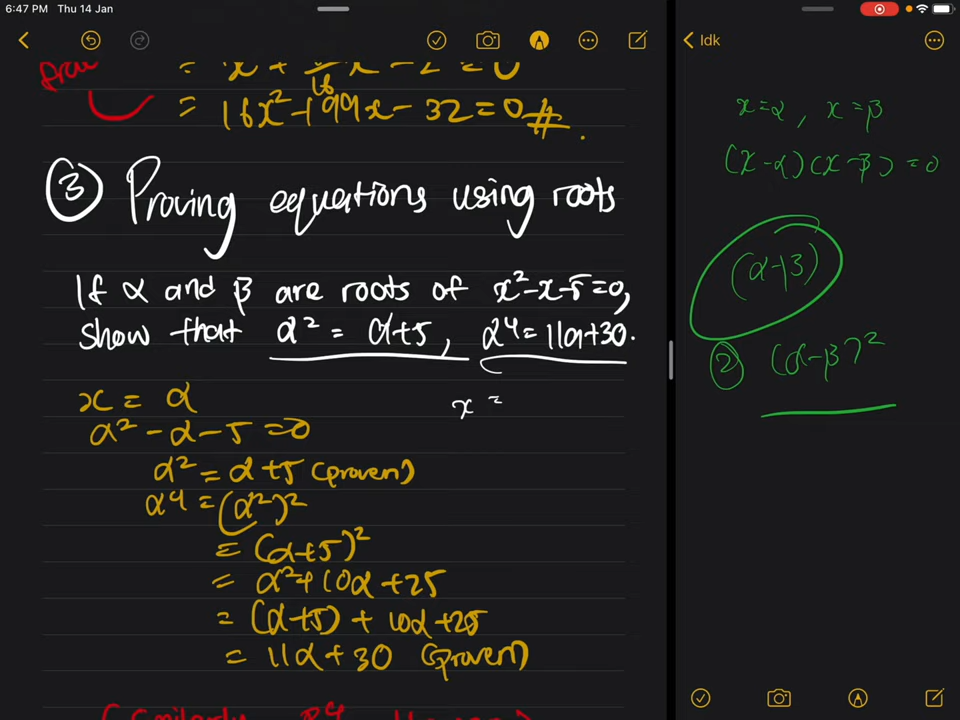 6:47 PM Thu 14 Jan
= 16x² + 99x - 32 = 0 #.
③ Proving equations using roots
If α and β are roots of x²-x-5=0,
show that α² = α+5, α⁴=11α+30.
x = α
α² - α - 5 = 0
α² = α+5 (proven)
α⁴ = (α²)²
= (α+5)²
= α²+10α+25
= (α+5) + 10α+25
= 11α+30 (proven)
x =
Idk
x=α, x=β
(x-α)(x-β)=0
(α-β)
② (α-β)²